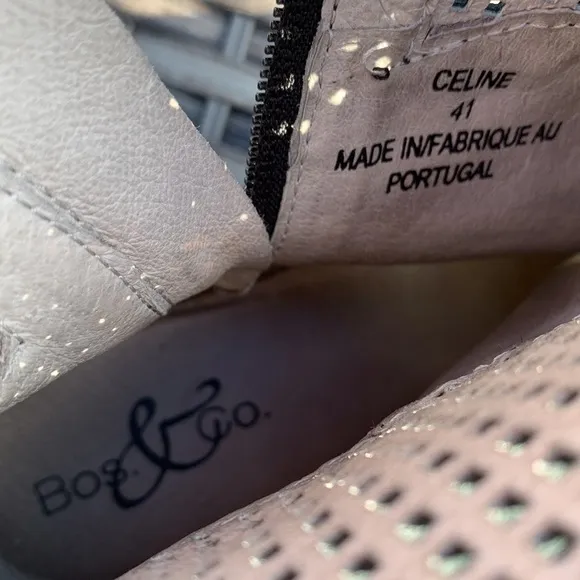 CELINE
41
MADE IN/FABRIQUE AU
PORTUGAL
Bos. & Co.